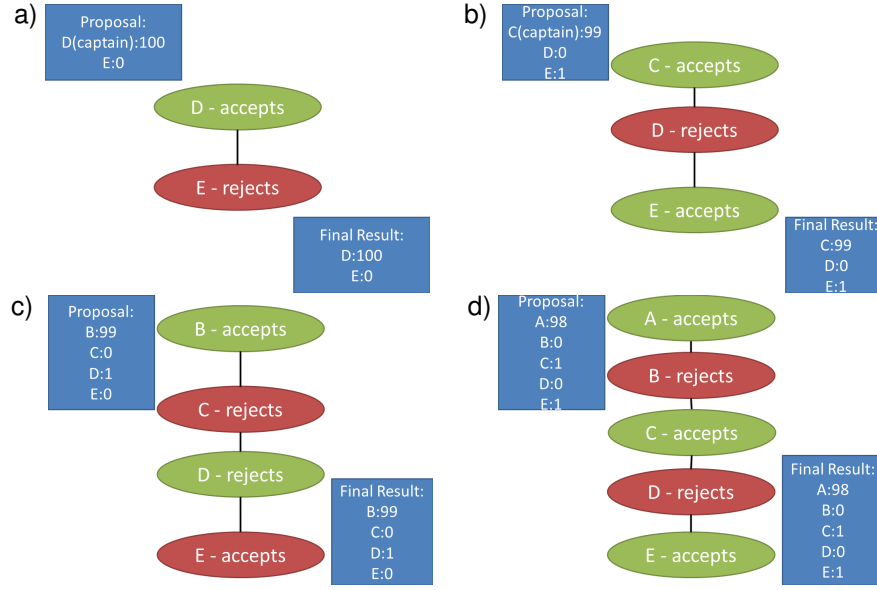 a)
Proposal:
D(captain):100
E:0
D - accepts
E - rejects
Final Result:
D:100
E:0
b)
Proposal:
C(captain):99
D:0
E:1
C - accepts
D - rejects
E - accepts
Final Result:
C:99
D:0
E:1
c)
Proposal:
B:99
C:0
D:1
E:0
B - accepts
C - rejects
D - rejects
E - accepts
Final Result:
B:99
C:0
D:1
E:0
d)
Proposal:
A:98
B:0
C:1
D:0
E:1
A - accepts
B - rejects
C - accepts
D - rejects
E - accepts
Final Result:
A:98
B:0
C:1
D:0
E:1